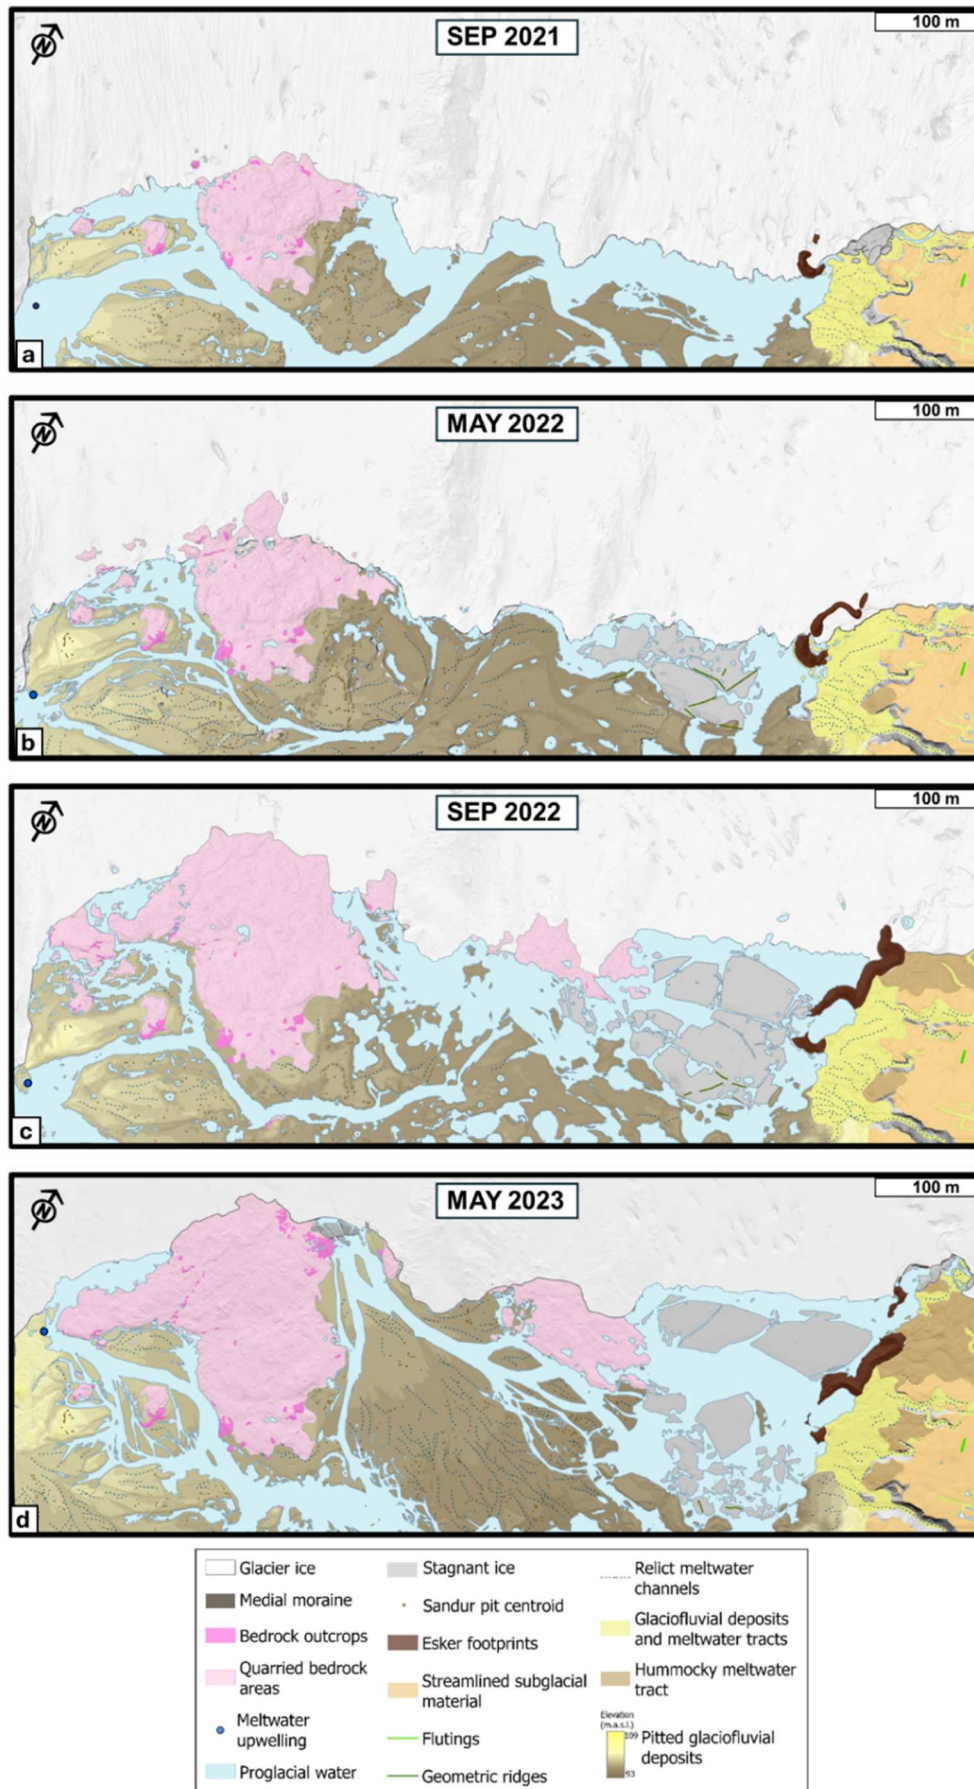 N
SEP 2021
100 m
a
N
MAY 2022
100 m
b
N
SEP 2022
100 m
c
N
MAY 2023
100 m
d
Glacier ice
Medial moraine
Bedrock outcrops
Quarried bedrock
areas
Meltwater
upwelling
Proglacial water
Stagnant ice
Sandur pit centroid
Esker footprints
Streamlined subglacial
material
Flutings
Geometric ridges
Relict meltwater
channels
Glaciofluvial deposits
and meltwater tracts
Hummocky meltwater
tract
Elevation
(m.a.s.l.)
109
93
Pitted glaciofluvial
deposits